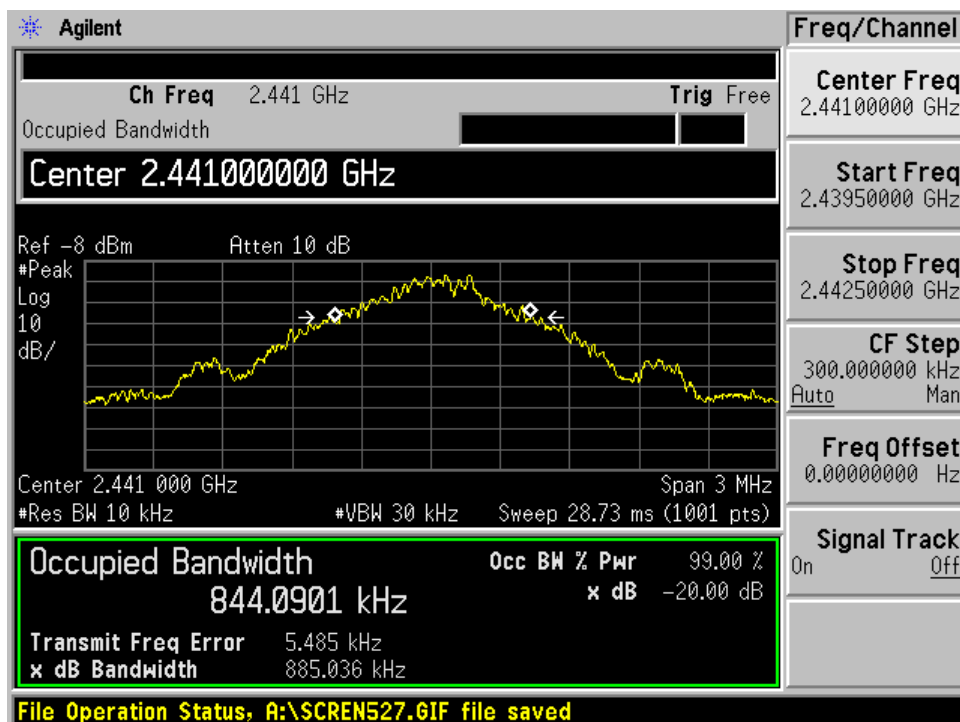 Agilent
Freq/Channel
Ch Freq 2.441 GHz Trig Free
Occupied Bandwidth
Center 2.441000000 GHz
Ref -8 dBm Atten 10 dB
#Peak
Log
10
dB/
Center 2.441 000 GHz Span 3 MHz
#Res BW 10 kHz #VBW 30 kHz Sweep 28.73 ms (1001 pts)
Occupied Bandwidth
844.0901 kHz
Occ BW % Pwr 99.00 %
x dB -20.00 dB
Transmit Freq Error 5.485 kHz
x dB Bandwidth 885.036 kHz
Center Freq
2.44100000 GHz
Start Freq
2.43950000 GHz
Stop Freq
2.44250000 GHz
CF Step
300.000000 kHz
Auto Man
Freq Offset
0.00000000 Hz
Signal Track
On Off
File Operation Status, A:\SCREN527.GIF file saved